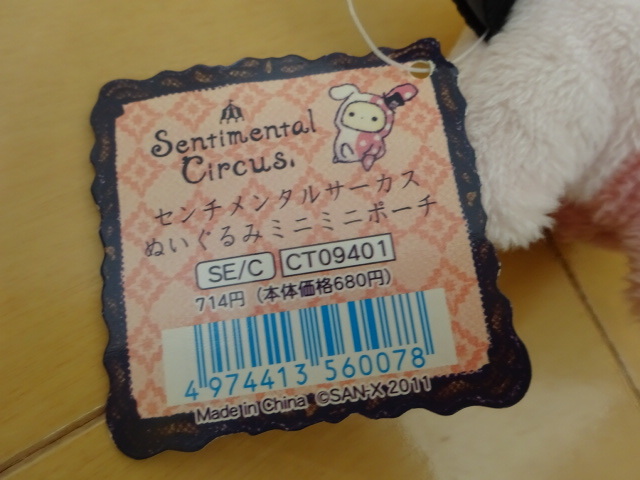 Sentimental
Circus.
センチメンタルサーカス
ぬいぐるみミニミニポーチ
SE/C CT09401
714円 (本体価格680円)
4 974413 560078
Made in China ©SAN-X 2011